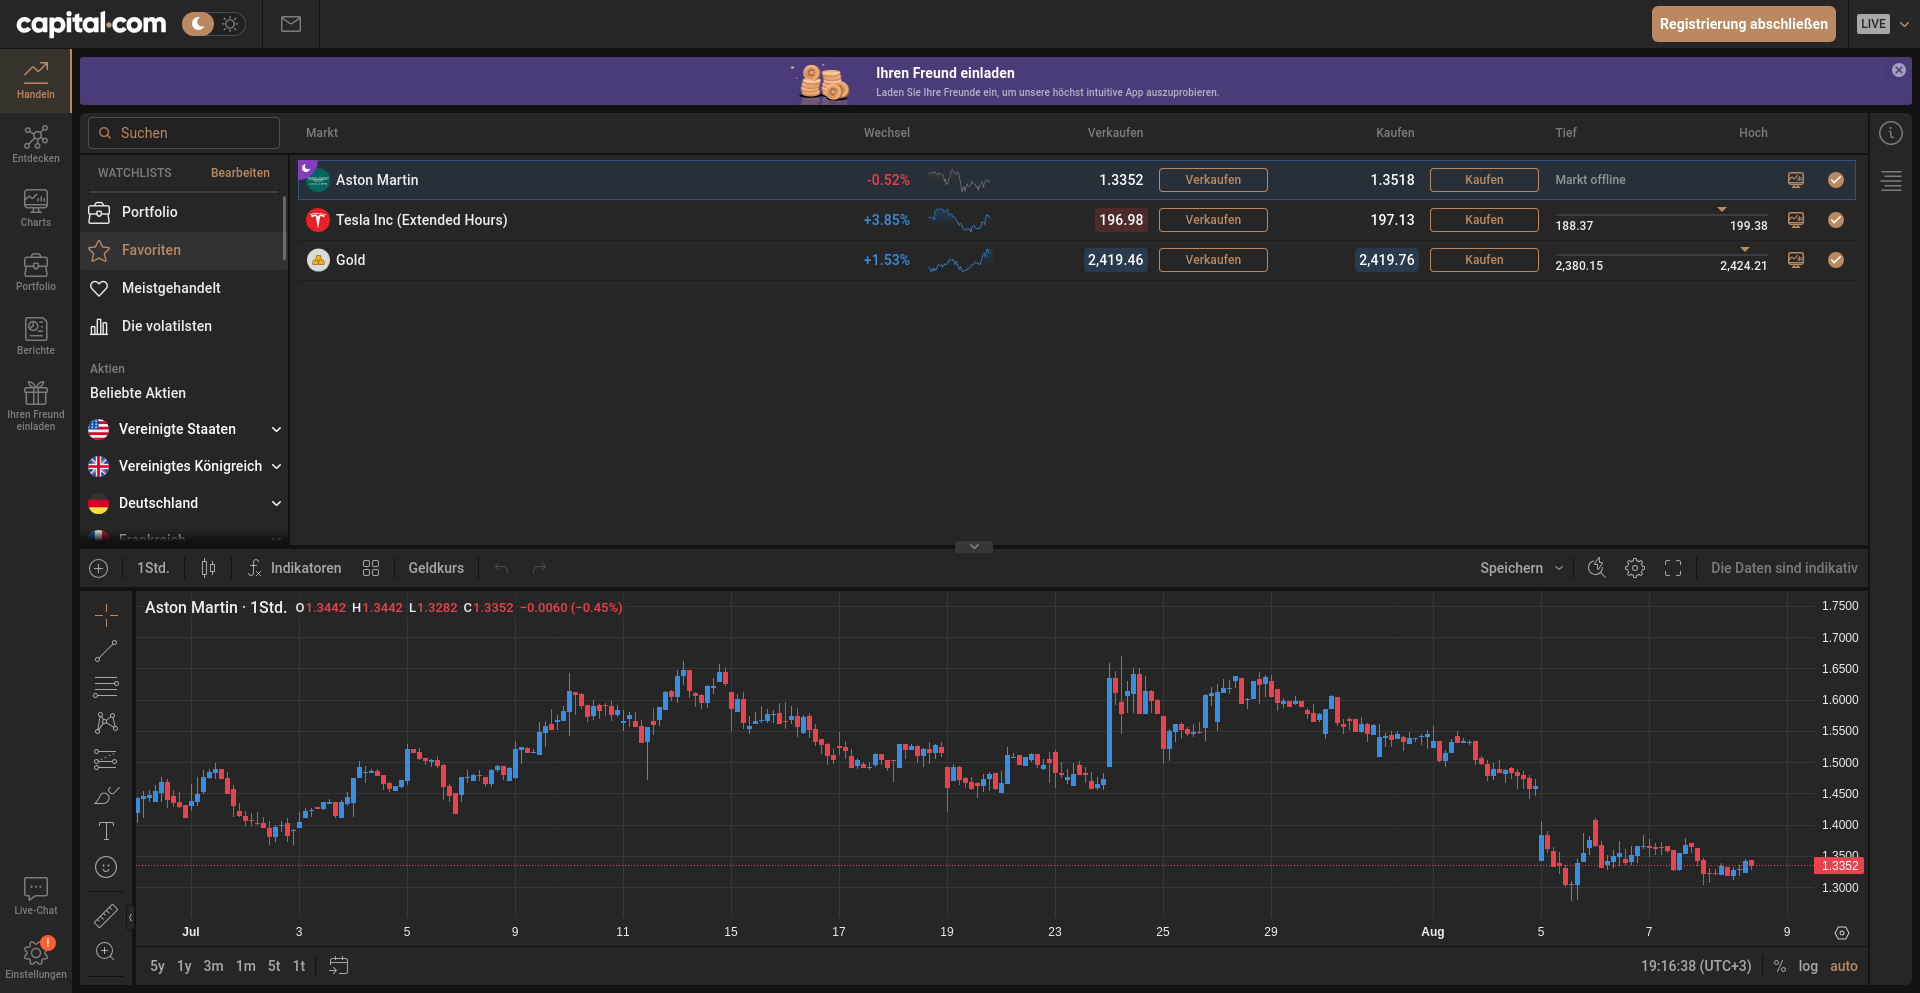 capital.com
Registrierung abschließen
LIVE
Handeln
Entdecken
Charts
Portfolio
Berichte
Ihren Freund
einladen
Live-Chat
Einstellungen
Ihren Freund einladen
Laden Sie Ihre Freunde ein, um unsere höchst intuitive App auszuprobieren.
Suchen
WATCHLISTS Bearbeiten
Portfolio
Favoriten
Meistgehandelt
Die volatilsten
Aktien
Beliebte Aktien
Vereinigte Staaten
Vereinigtes Königreich
Deutschland
Frankreich
Markt Wechsel Verkaufen Kaufen Tief Hoch
Aston Martin -0.52% 1.3352 Verkaufen 1.3518 Kaufen Markt offline
Tesla Inc (Extended Hours) +3.85% 196.98 Verkaufen 197.13 Kaufen 188.37 199.38
Gold +1.53% 2,419.46 Verkaufen 2,419.76 Kaufen 2,380.15 2,424.21
1Std. Indikatoren Geldkurs Speichern Die Daten sind indikativ
Aston Martin · 1Std. O1.3442 H1.3442 L1.3282 C1.3352 −0.0060 (−0.45%)
1.7500
1.7000
1.6500
1.6000
1.5500
1.5000
1.4500
1.4000
1.3500
1.3352
1.3000
Jul 3 5 9 11 15 17 19 23 25 29 Aug 5 7 9
5y 1y 3m 1m 5t 1t 19:16:38 (UTC+3) % log auto